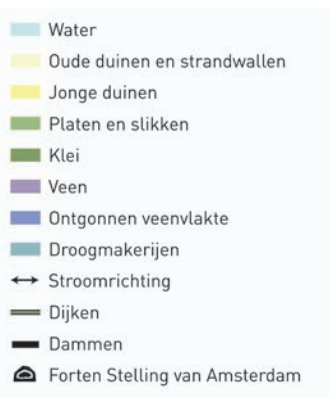 Water
Oude duinen en strandwallen
Jonge duinen
Platen en slikken
Klei
Veen
Ontgonnen veenvlakte
Droogmakerijen
Stroomrichting
Dijken
Dammen
Forten Stelling van Amsterdam